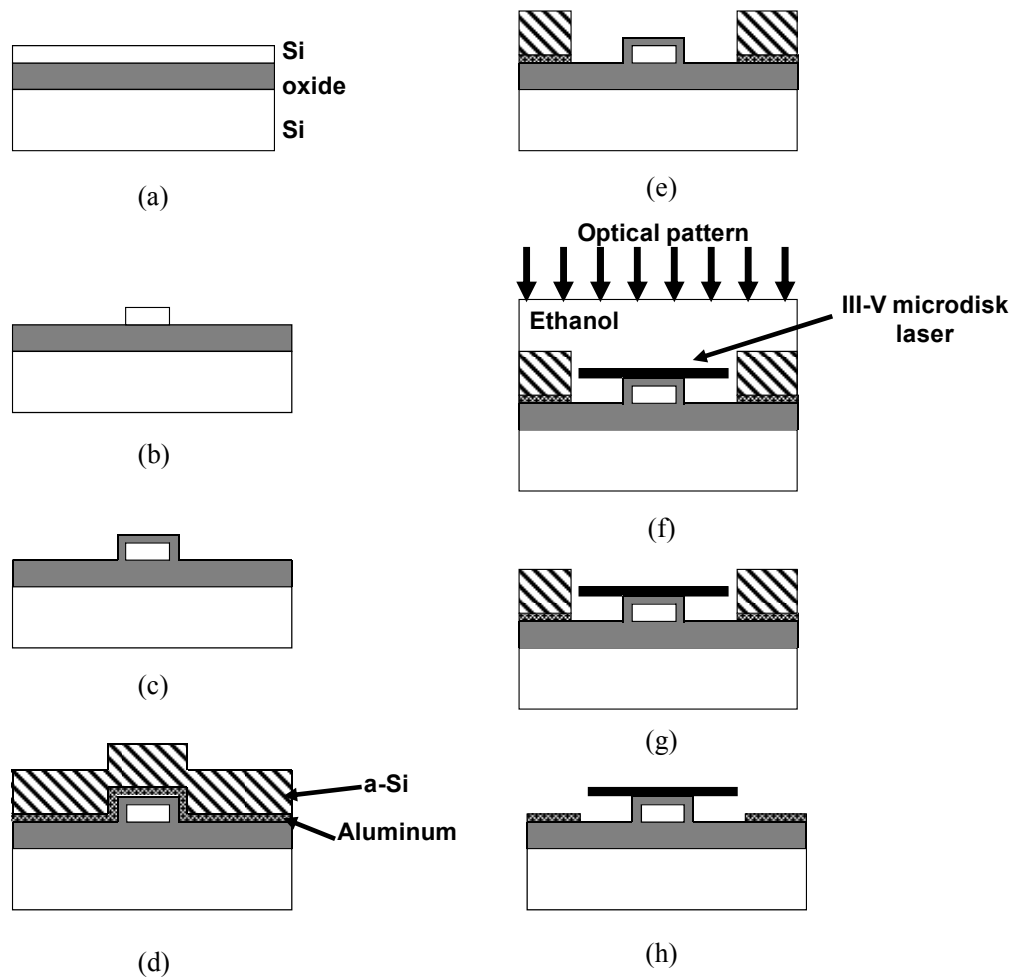 Si
oxide
Si
(a)
(b)
(c)
a-Si
Aluminum
(d)
(e)
Optical pattern
Ethanol
III-V microdisk
laser
(f)
(g)
(h)